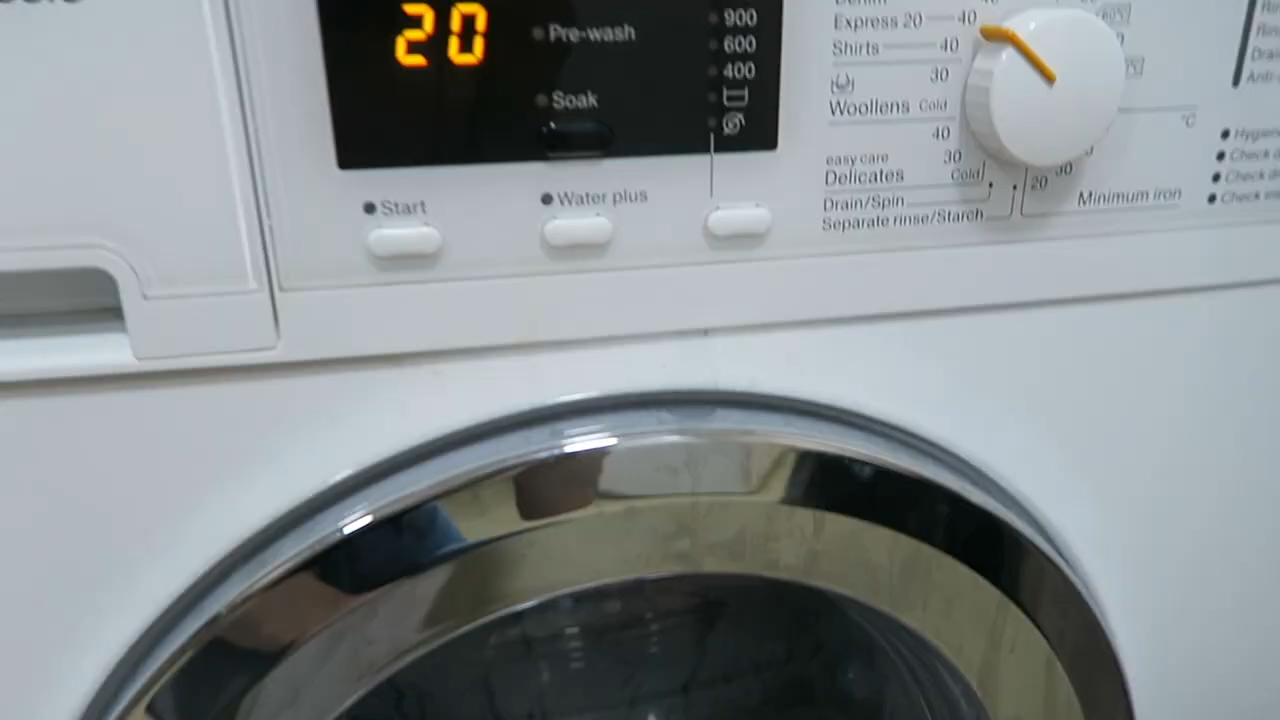 20
Pre-wash
Soak
900
600
400
Start
Water plus
Express 20 40
Shirts 40
30
Woollens Cold
40
easy care 30
Delicates Cold
Drain/Spin
Separate rinse/Starch
20 30
Minimum iron
°C